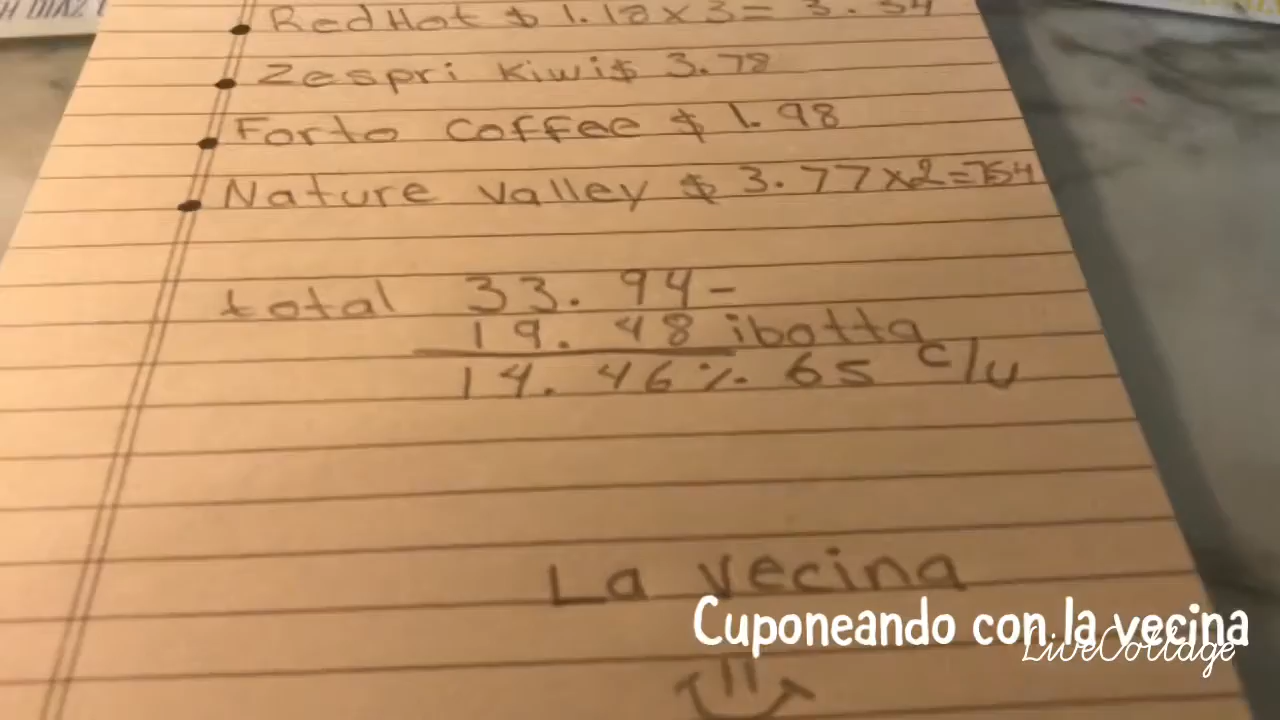 RedHot $ 1.18 x 3 = 3.54
Zespri Kiwi $ 3.78
Forto Coffee $ 1.98
Nature Valley $ 3.77 x 2 = 7.54
total 33.94 -
19.48 ibotta
14.46 %. 65 c/u
La vecina
Cuponeando con la vecina
LiveCollage